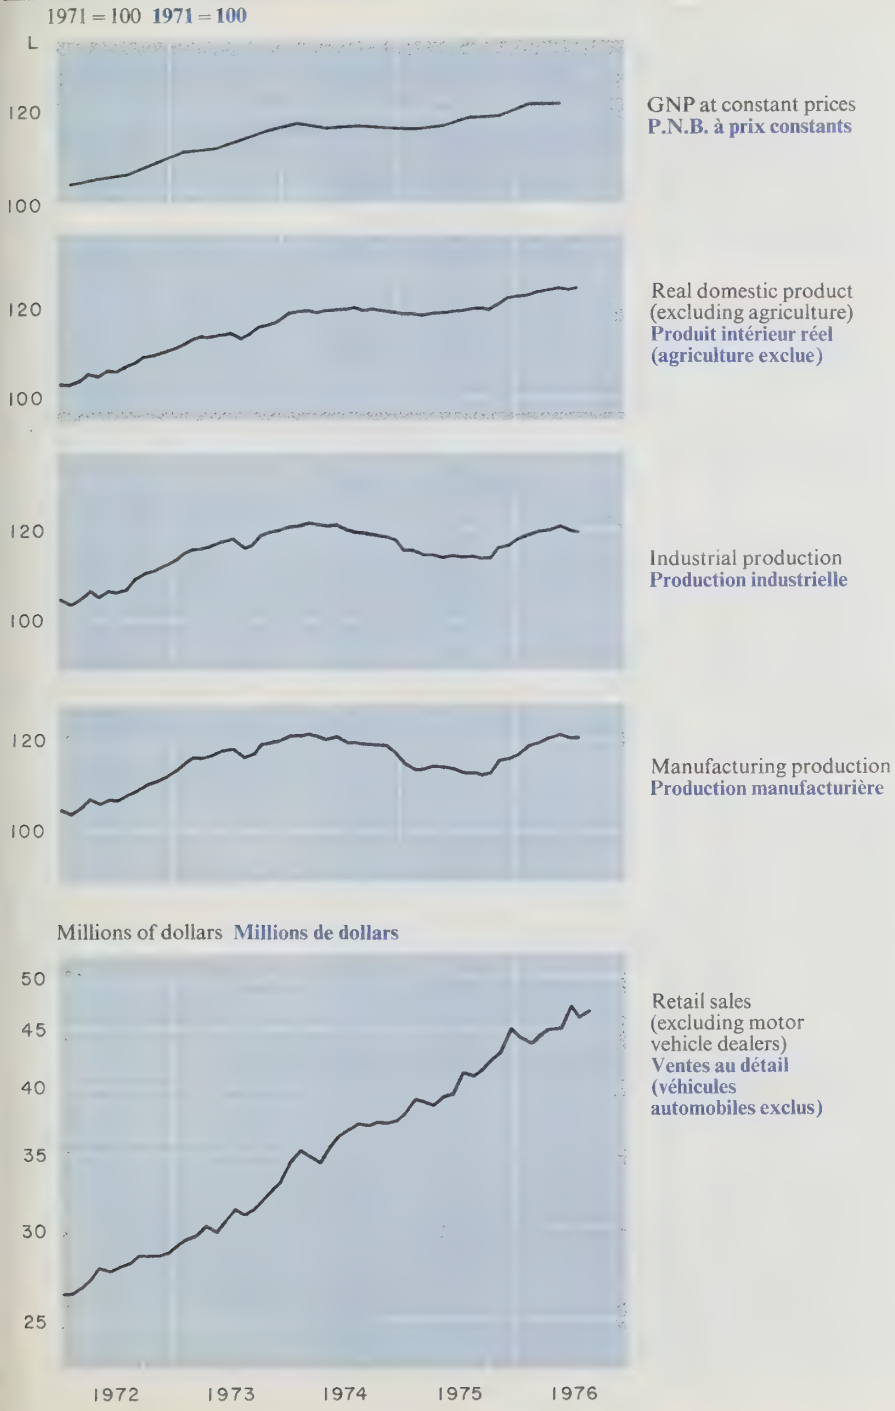 1971 = 100 1971 = 100
L
120
100
GNP at constant prices
P.N.B. à prix constants
120
100
Real domestic product
(excluding agriculture)
Produit intérieur réel
(agriculture exclue)
120
100
Industrial production
Production industrielle
120
100
Manufacturing production
Production manufacturière
Millions of dollars Millions de dollars
50
45
40
35
30
25
Retail sales
(excluding motor
vehicle dealers)
Ventes au détail
(véhicules
automobiles exclus)
1972 1973 1974 1975 1976